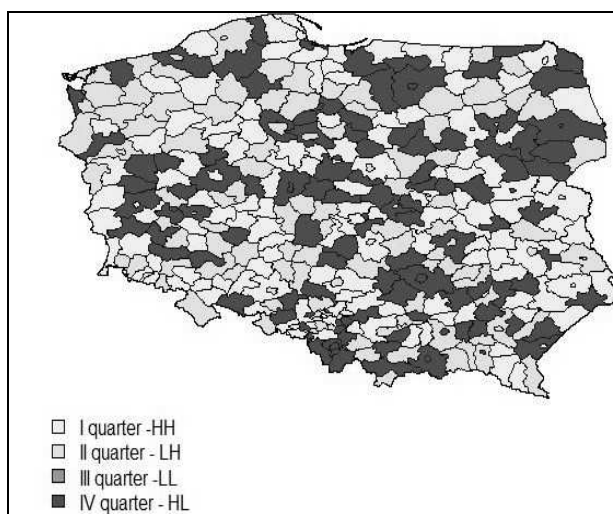 I quarter -HH
II quarter - LH
III quarter -LL
IV quarter - HL